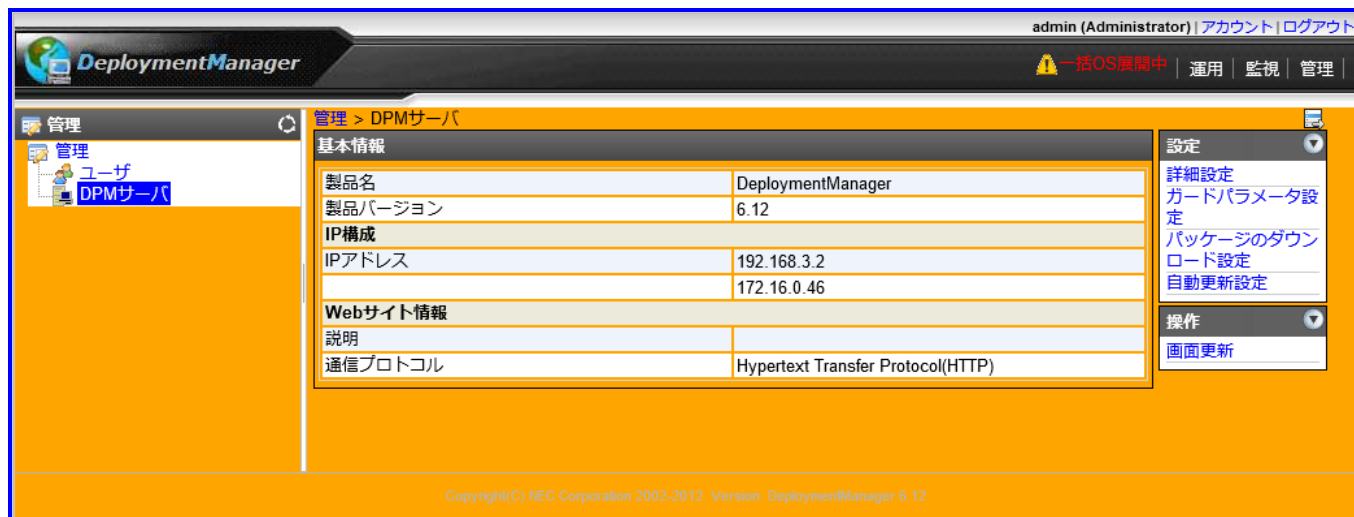 admin (Administrator) | アカウント | ログアウト
DeploymentManager
一括OS展開中 | 運用 | 監視 | 管理 |
管理
管理
ユーザ
DPMサーバ
管理 > DPMサーバ
基本情報
製品名 DeploymentManager
製品バージョン 6.12
IP構成
IPアドレス 192.168.3.2
172.16.0.46
Webサイト情報
説明
通信プロトコル Hypertext Transfer Protocol(HTTP)
設定
詳細設定
ガードパラメータ設
定
パッケージのダウン
ロード設定
自動更新設定
操作
画面更新
Copyright(C) NEC Corporation 2002-2012. Version: DeploymentManager 6.12